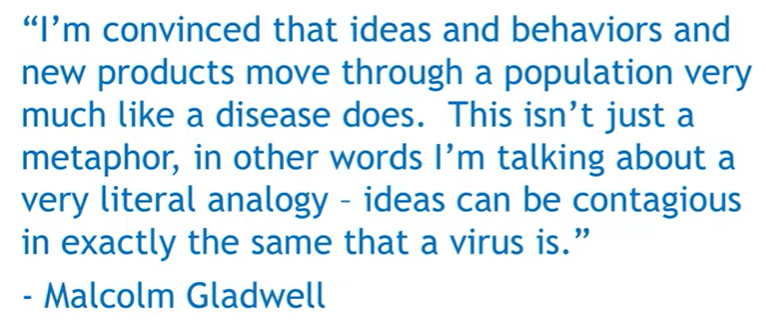 “I’m convinced that ideas and behaviors and
new products move through a population very
much like a disease does.  This isn’t just a
metaphor, in other words I’m talking about a
very literal analogy – ideas can be contagious
in exactly the same that a virus is.”
- Malcolm Gladwell